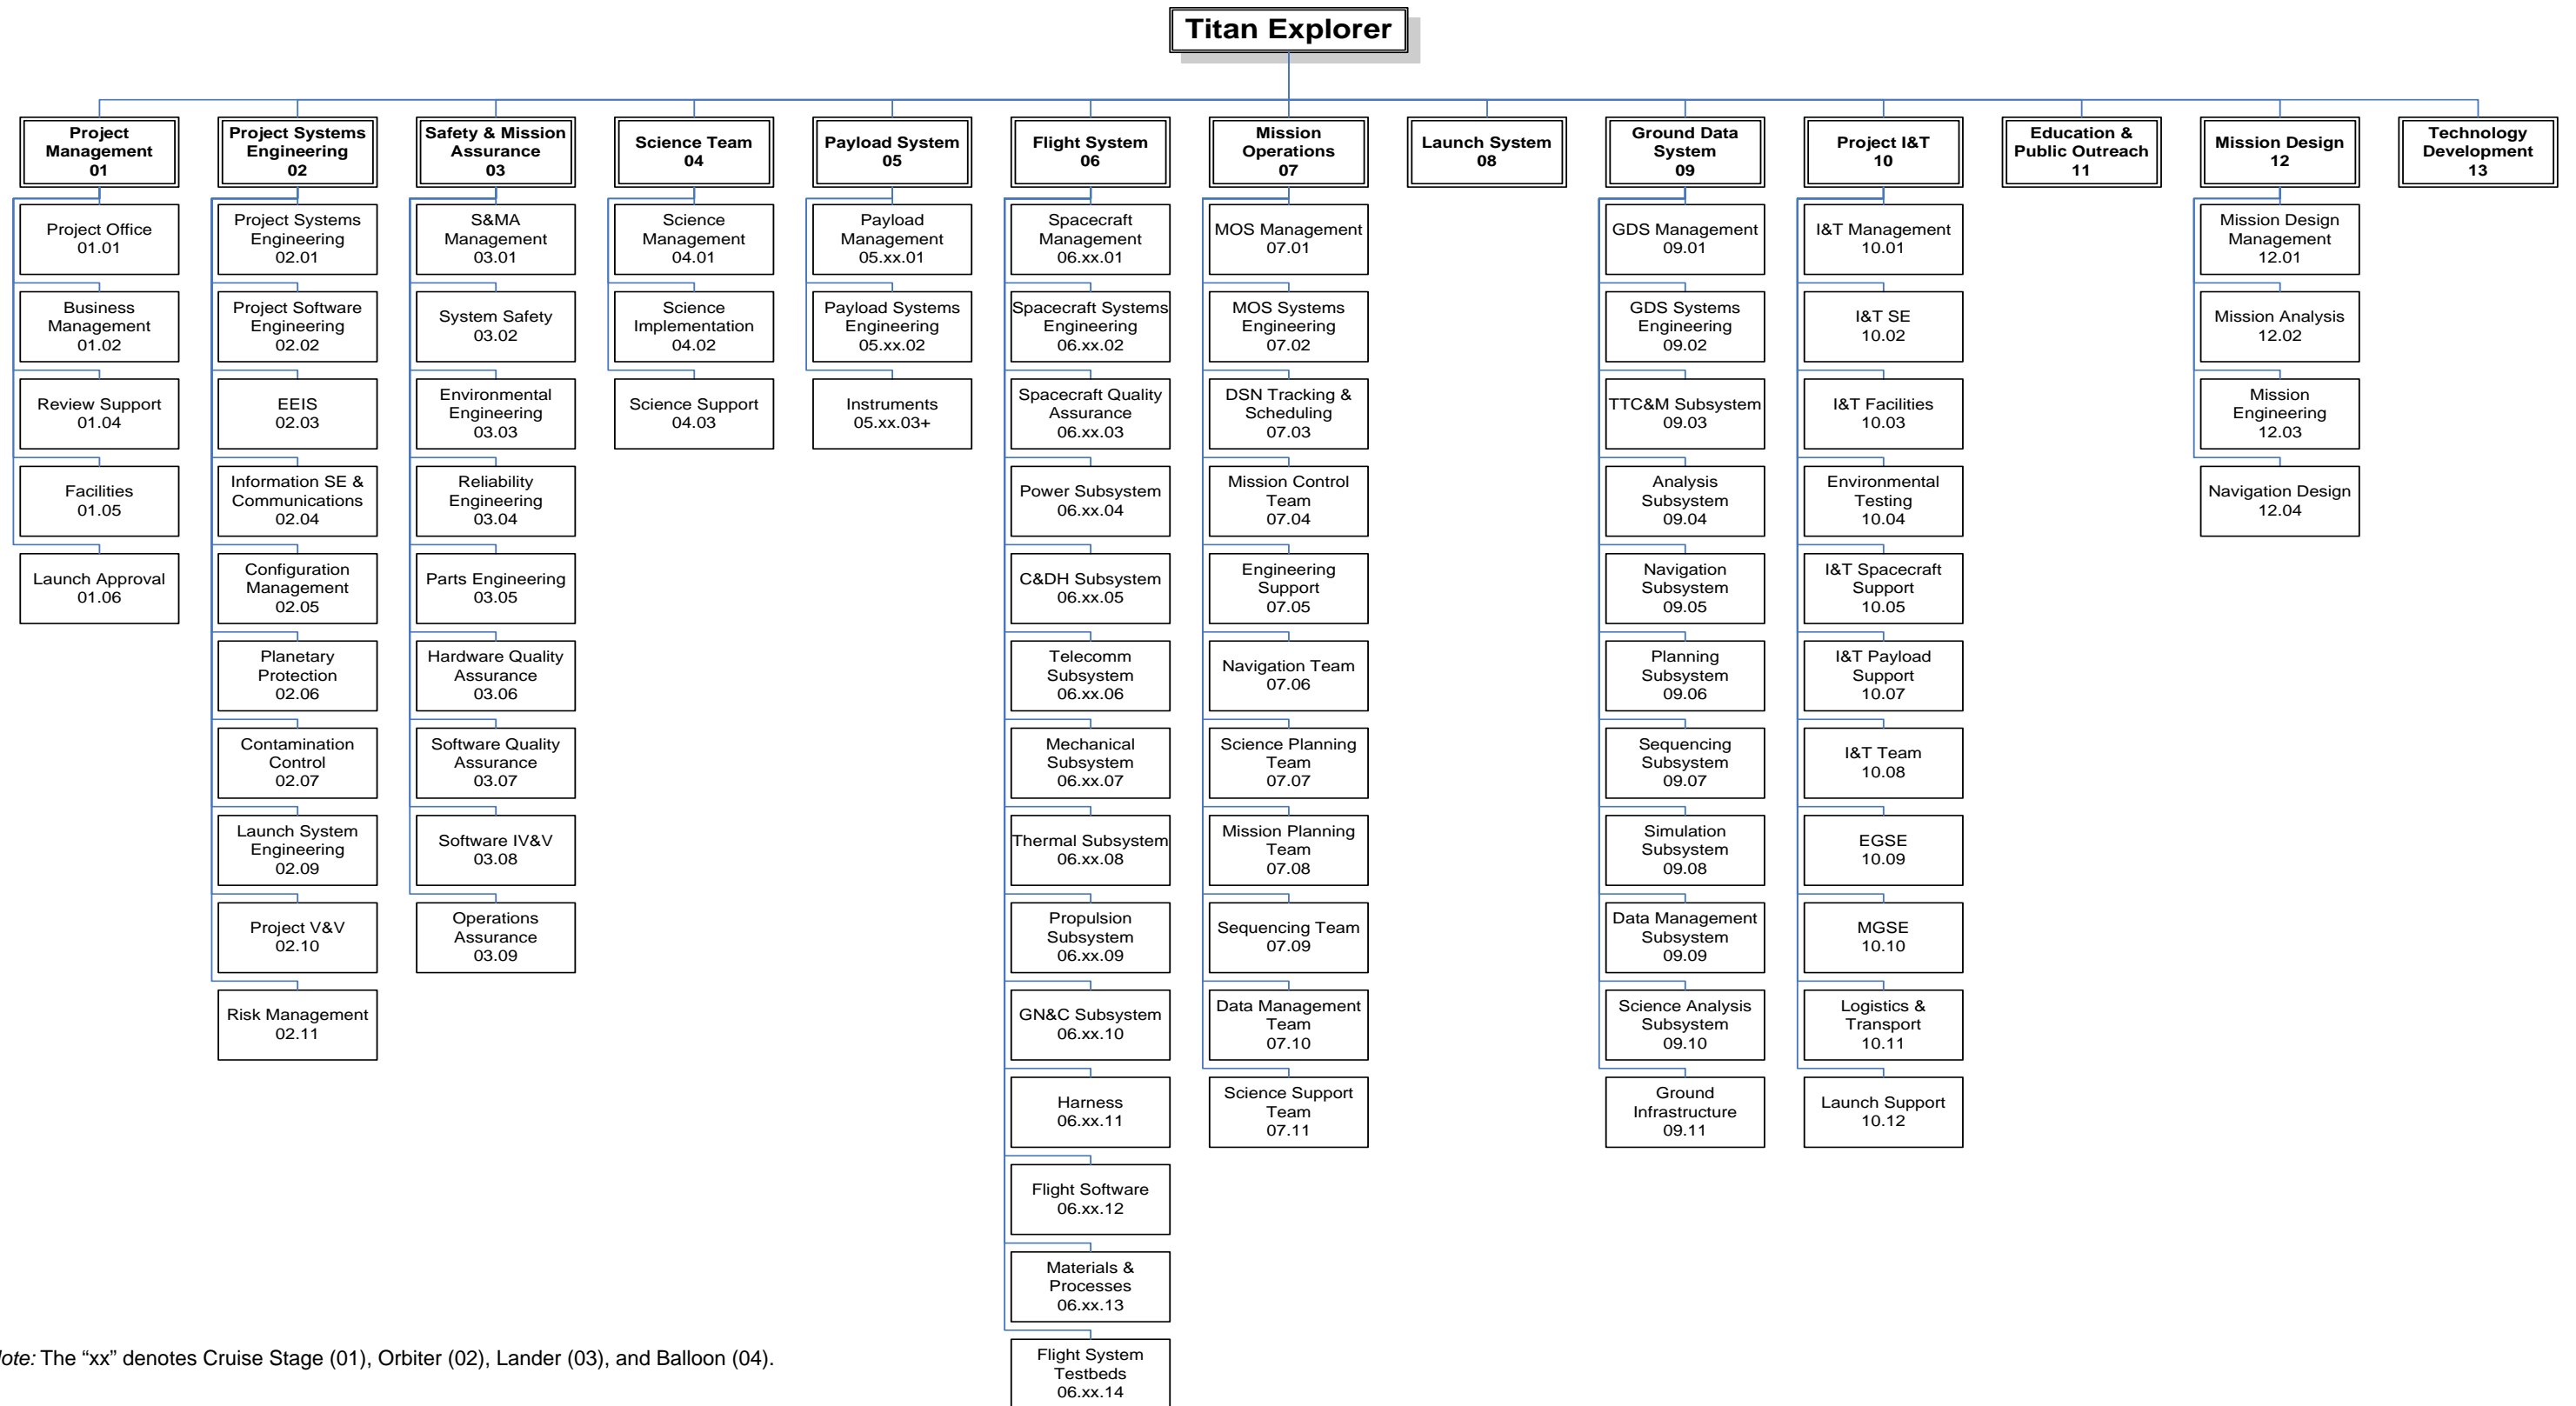 Titan Explorer
Project
Management
01
Project Systems
Engineering
02
Safety & Mission
Assurance
03
Science Team
04
Payload System
05
Flight System
06
Mission
Operations
07
Launch System
08
Ground Data
System
09
Project I&T
10
Education &
Public Outreach
11
Mission Design
12
Technology
Development
13
Project Office
01.01
Business
Management
01.02
Review Support
01.04
Facilities
01.05
Launch Approval
01.06
Project Systems
Engineering
02.01
Project Software
Engineering
02.02
EEIS
02.03
Information SE &
Communications
02.04
Configuration
Management
02.05
Planetary
Protection
02.06
Contamination
Control
02.07
Launch System
Engineering
02.09
Project V&V
02.10
Risk Management
02.11
S&MA
Management
03.01
System Safety
03.02
Environmental
Engineering
03.03
Reliability
Engineering
03.04
Parts Engineering
03.05
Hardware Quality
Assurance
03.06
Software Quality
Assurance
03.07
Software IV&V
03.08
Operations
Assurance
03.09
Science
Management
04.01
Science
Implementation
04.02
Science Support
04.03
Payload
Management
05.xx.01
Payload Systems
Engineering
05.xx.02
Instruments
05.xx.03+
Spacecraft
Management
06.xx.01
Spacecraft Systems
Engineering
06.xx.02
Spacecraft Quality
Assurance
06.xx.03
Power Subsystem
06.xx.04
C&DH Subsystem
06.xx.05
Telecomm
Subsystem
06.xx.06
Mechanical
Subsystem
06.xx.07
Thermal Subsystem
06.xx.08
Propulsion
Subsystem
06.xx.09
GN&C Subsystem
06.xx.10
Harness
06.xx.11
Flight Software
06.xx.12
Materials &
Processes
06.xx.13
Flight System
Testbeds
06.xx.14
MOS Management
07.01
MOS Systems
Engineering
07.02
DSN Tracking &
Scheduling
07.03
Mission Control
Team
07.04
Engineering
Support
07.05
Navigation Team
07.06
Science Planning
Team
07.07
Mission Planning
Team
07.08
Sequencing Team
07.09
Data Management
Team
07.10
Science Support
Team
07.11
GDS Management
09.01
GDS Systems
Engineering
09.02
TTC&M Subsystem
09.03
Analysis
Subsystem
09.04
Navigation
Subsystem
09.05
Planning
Subsystem
09.06
Sequencing
Subsystem
09.07
Simulation
Subsystem
09.08
Data Management
Subsystem
09.09
Science Analysis
Subsystem
09.10
Ground
Infrastructure
09.11
I&T Management
10.01
I&T SE
10.02
I&T Facilities
10.03
Environmental
Testing
10.04
I&T Spacecraft
Support
10.05
I&T Payload
Support
10.07
I&T Team
10.08
EGSE
10.09
MGSE
10.10
Logistics &
Transport
10.11
Launch Support
10.12
Mission Design
Management
12.01
Mission Analysis
12.02
Mission
Engineering
12.03
Navigation Design
12.04
ote: The “xx” denotes Cruise Stage (01), Orbiter (02), Lander (03), and Balloon (04).